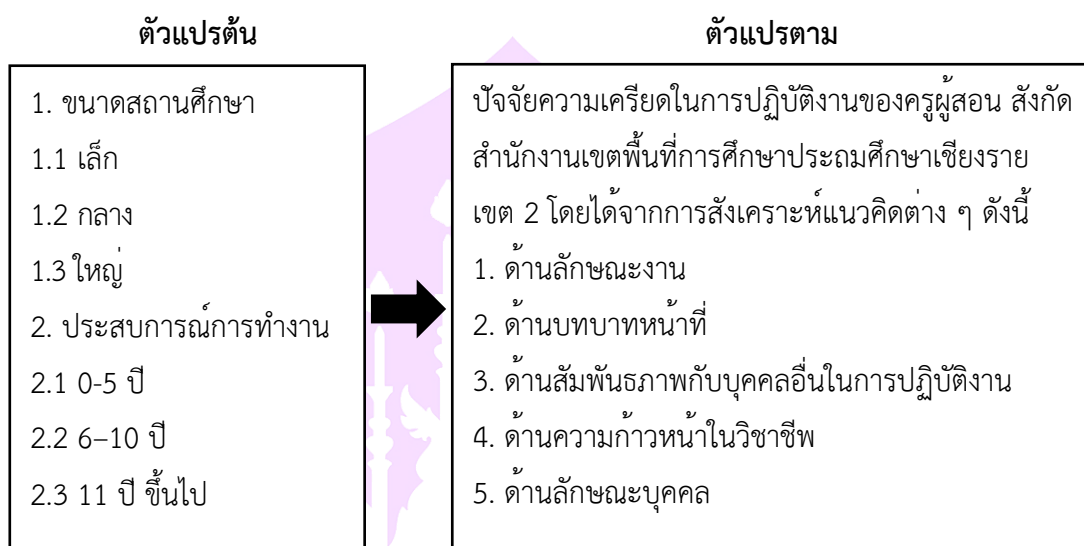 ตัวแปรต้น
1. ขนาดสถานศึกษา
1.1 เล็ก
1.2 กลาง
1.3 ใหญ่
2. ประสบการณ์การทำงาน
2.1 0-5 ปี
2.2 6–10 ปี
2.3 11 ปี ขึ้นไป
ตัวแปรตาม
ปัจจัยความเครียดในการปฏิบัติงานของครูผู้สอน สังกัด
สำนักงานเขตพื้นที่การศึกษาประถมศึกษาเชียงราย
เขต 2 โดยได้จากการสังเคราะห์แนวคิดต่าง ๆ ดังนี้
1. ด้านลักษณะงาน
2. ด้านบทบาทหน้าที่
3. ด้านสัมพันธภาพกับบุคคลอื่นในการปฏิบัติงาน
4. ด้านความก้าวหน้าในวิชาชีพ
5. ด้านลักษณะบุคคล